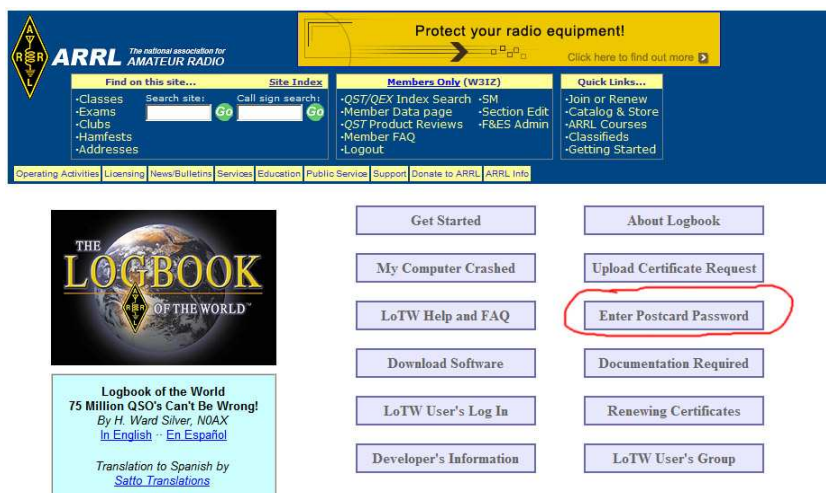 Protect your radio equipment!
Click here to find out more
ARRL The national association for AMATEUR RADIO
Find on this site... Site Index
·Classes Search site: Call sign search:
·Exams Go Go
·Clubs
·Hamfests
·Addresses
Members Only (W3IZ)
·QST/QEX Index Search ·SM
·Member Data page ·Section Edit
·QST Product Reviews ·F&ES Admin
·Member FAQ
·Logout
Quick Links...
·Join or Renew
·Catalog & Store
·ARRL Courses
·Classifieds
·Getting Started
Operating Activities Licensing News/Bulletins Services Education Public Service Support Donate to ARRL ARRL Info
THE
LOGBOOK
OF THE WORLD™
Logbook of the World
75 Million QSO's Can't Be Wrong!
By H. Ward Silver, N0AX
In English ·· En Español
Translation to Spanish by
Satto Translations
Get Started About Logbook
My Computer Crashed Upload Certificate Request
LoTW Help and FAQ Enter Postcard Password
Download Software Documentation Required
LoTW User's Log In Renewing Certificates
Developer's Information LoTW User's Group